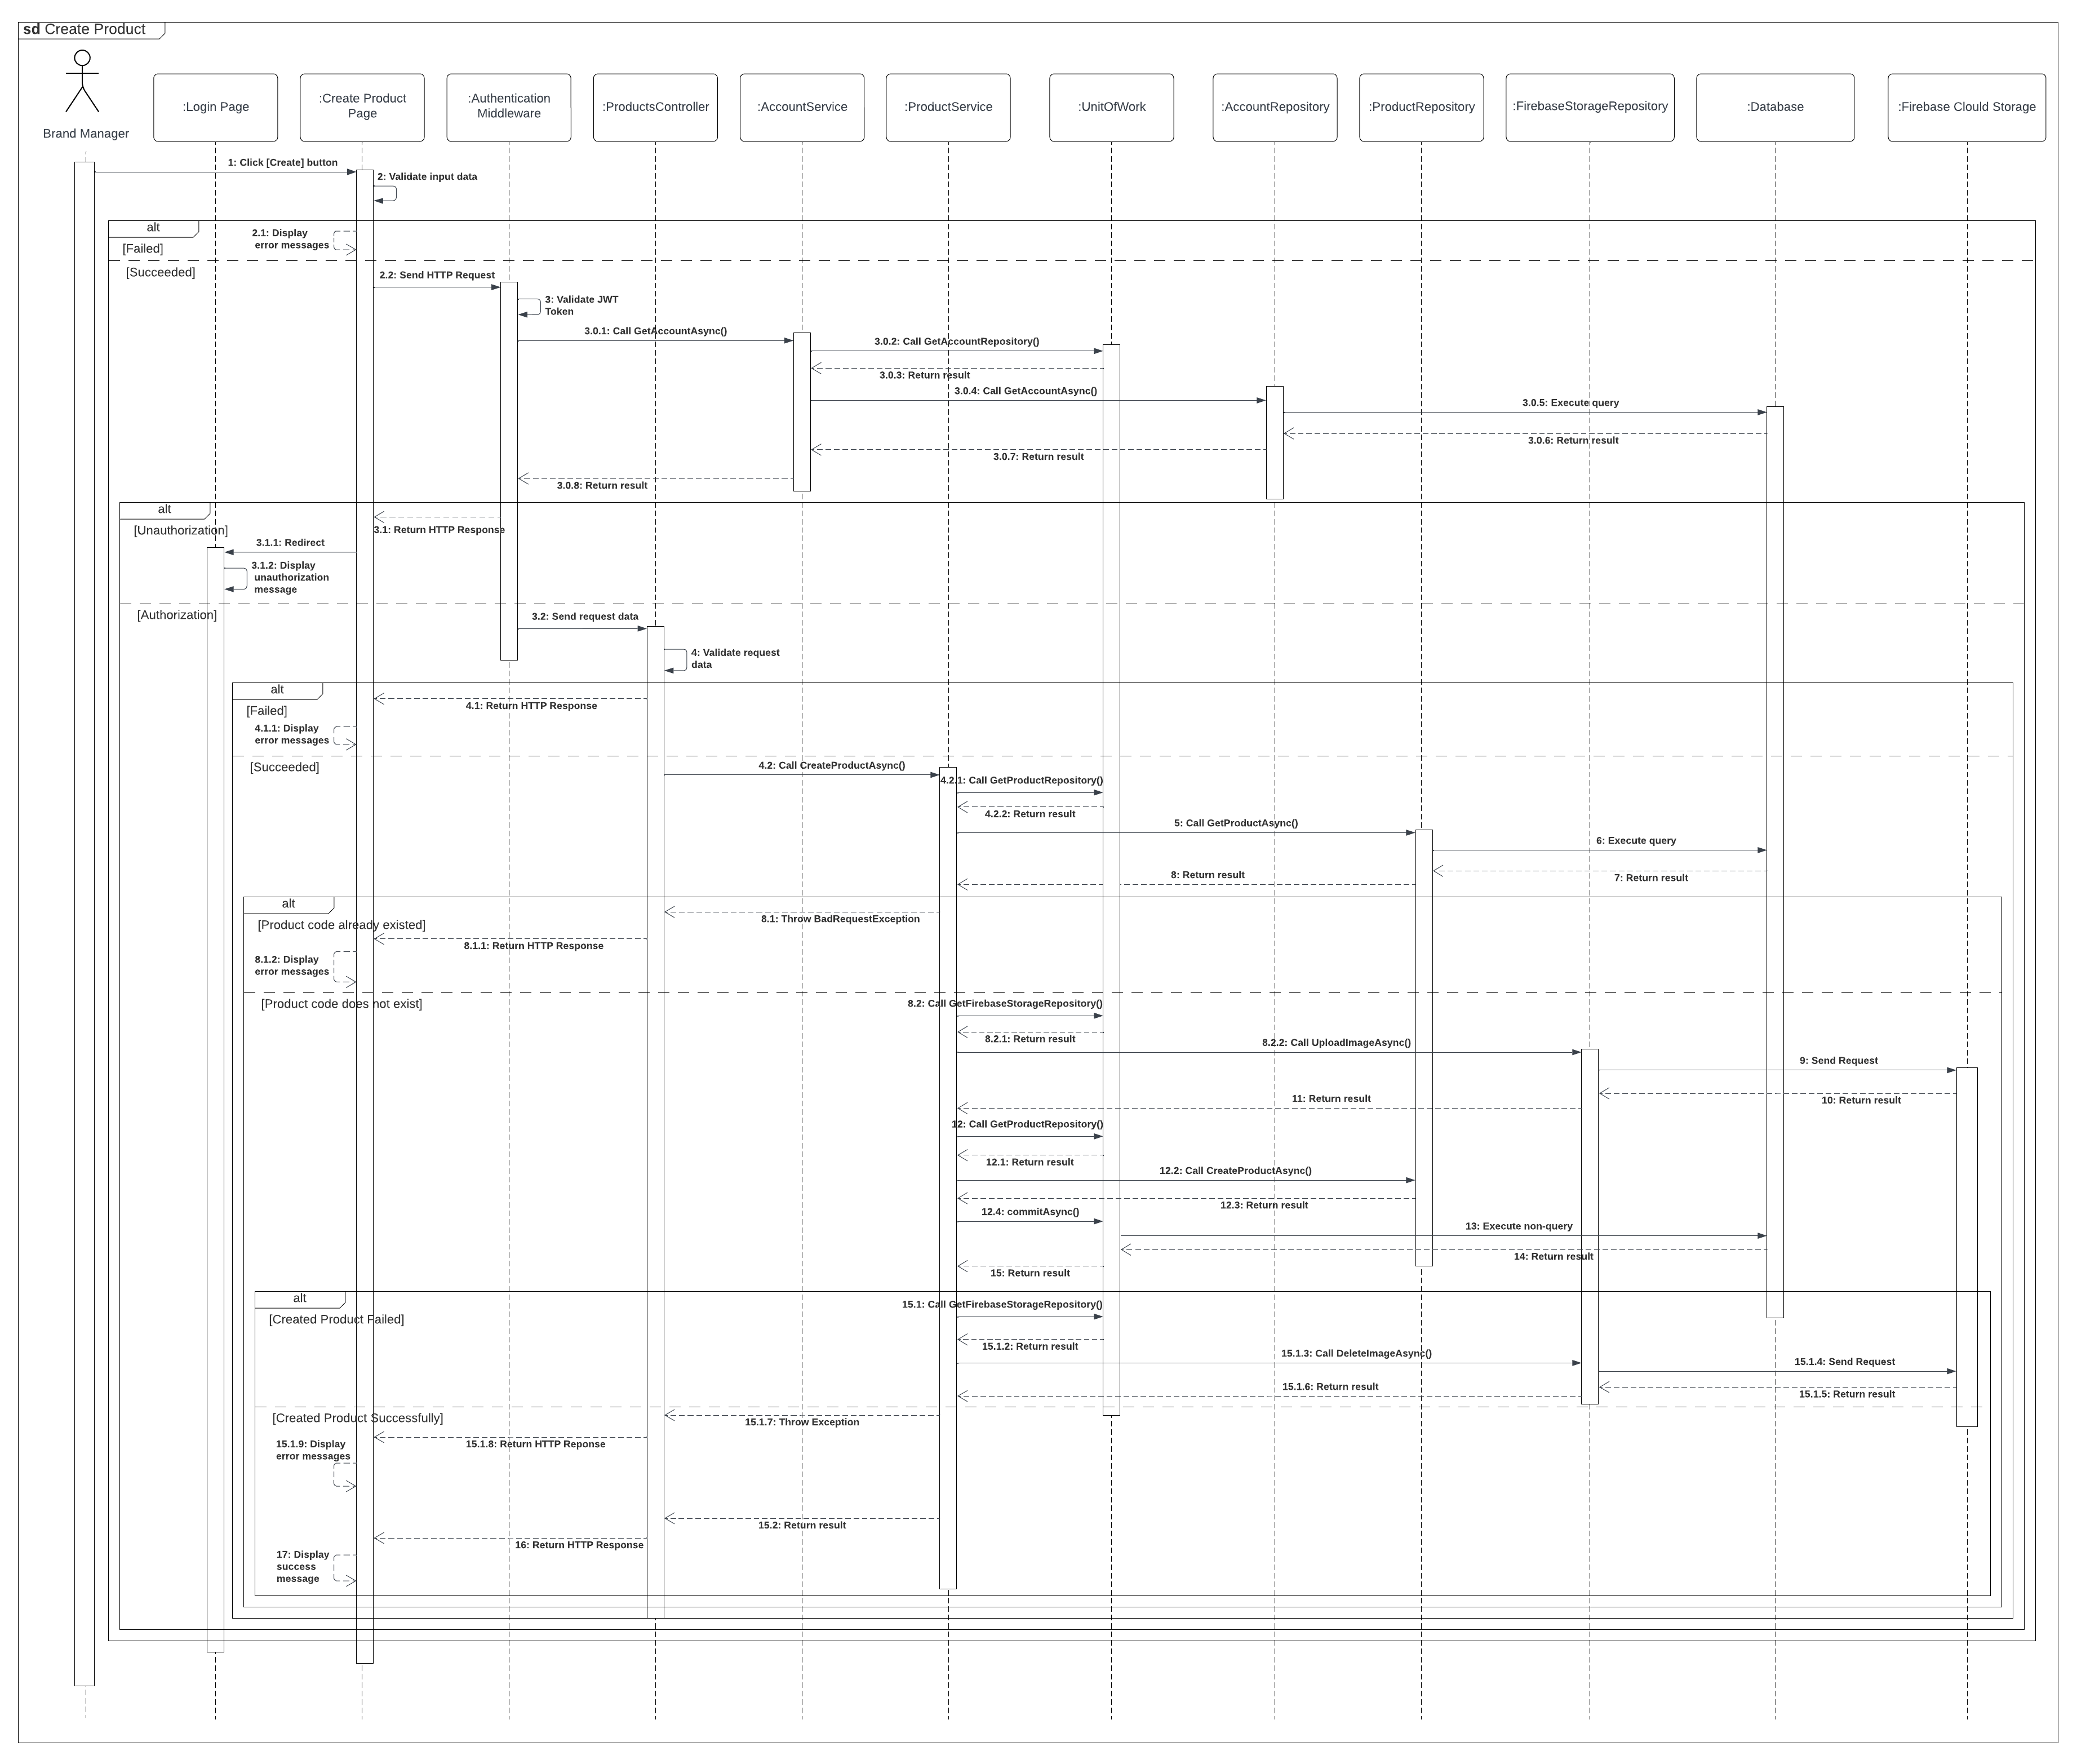 sd Create Product
Brand Manager
:Login Page
:Create Product
Page
:Authentication
Middleware
:ProductsController
:AccountService
:ProductService
:UnitOfWork
:AccountRepository
:ProductRepository
:FirebaseStorageRepository
:Database
:Firebase Clould Storage
1: Click [Create] button
2: Validate input data
alt
2.1: Display
error messages
[Failed]
[Succeeded]
2.2: Send HTTP Request
3: Validate JWT
Token
3.0.1: Call GetAccountAsync()
3.0.2: Call GetAccountRepository()
3.0.3: Return result
3.0.4: Call GetAccountAsync()
3.0.5: Execute query
3.0.6: Return result
3.0.7: Return result
3.0.8: Return result
alt
[Unauthorization]
3.1: Return HTTP Response
3.1.1: Redirect
3.1.2: Display
unauthorization
message
[Authorization]
3.2: Send request data
4: Validate request
data
alt
4.1: Return HTTP Response
[Failed]
4.1.1: Display
error messages
[Succeeded]
4.2: Call CreateProductAsync()
4.2.1: Call GetProductRepository()
4.2.2: Return result
5: Call GetProductAsync()
6: Execute query
7: Return result
8: Return result
alt
8.1: Throw BadRequestException
[Product code already existed]
8.1.1: Return HTTP Response
8.1.2: Display
error messages
[Product code does not exist]
8.2: Call GetFirebaseStorageRepository()
8.2.1: Return result
8.2.2: Call UploadImageAsync()
9: Send Request
10: Return result
11: Return result
12: Call GetProductRepository()
12.1: Return result
12.2: Call CreateProductAsync()
12.3: Return result
12.4: commitAsync()
13: Execute non-query
14: Return result
15: Return result
alt
15.1: Call GetFirebaseStorageRepository()
[Created Product Failed]
15.1.2: Return result
15.1.3: Call DeleteImageAsync()
15.1.4: Send Request
15.1.5: Return result
15.1.6: Return result
[Created Product Successfully]
15.1.7: Throw Exception
15.1.8: Return HTTP Reponse
15.1.9: Display
error messages
15.2: Return result
16: Return HTTP Response
17: Display
success
message